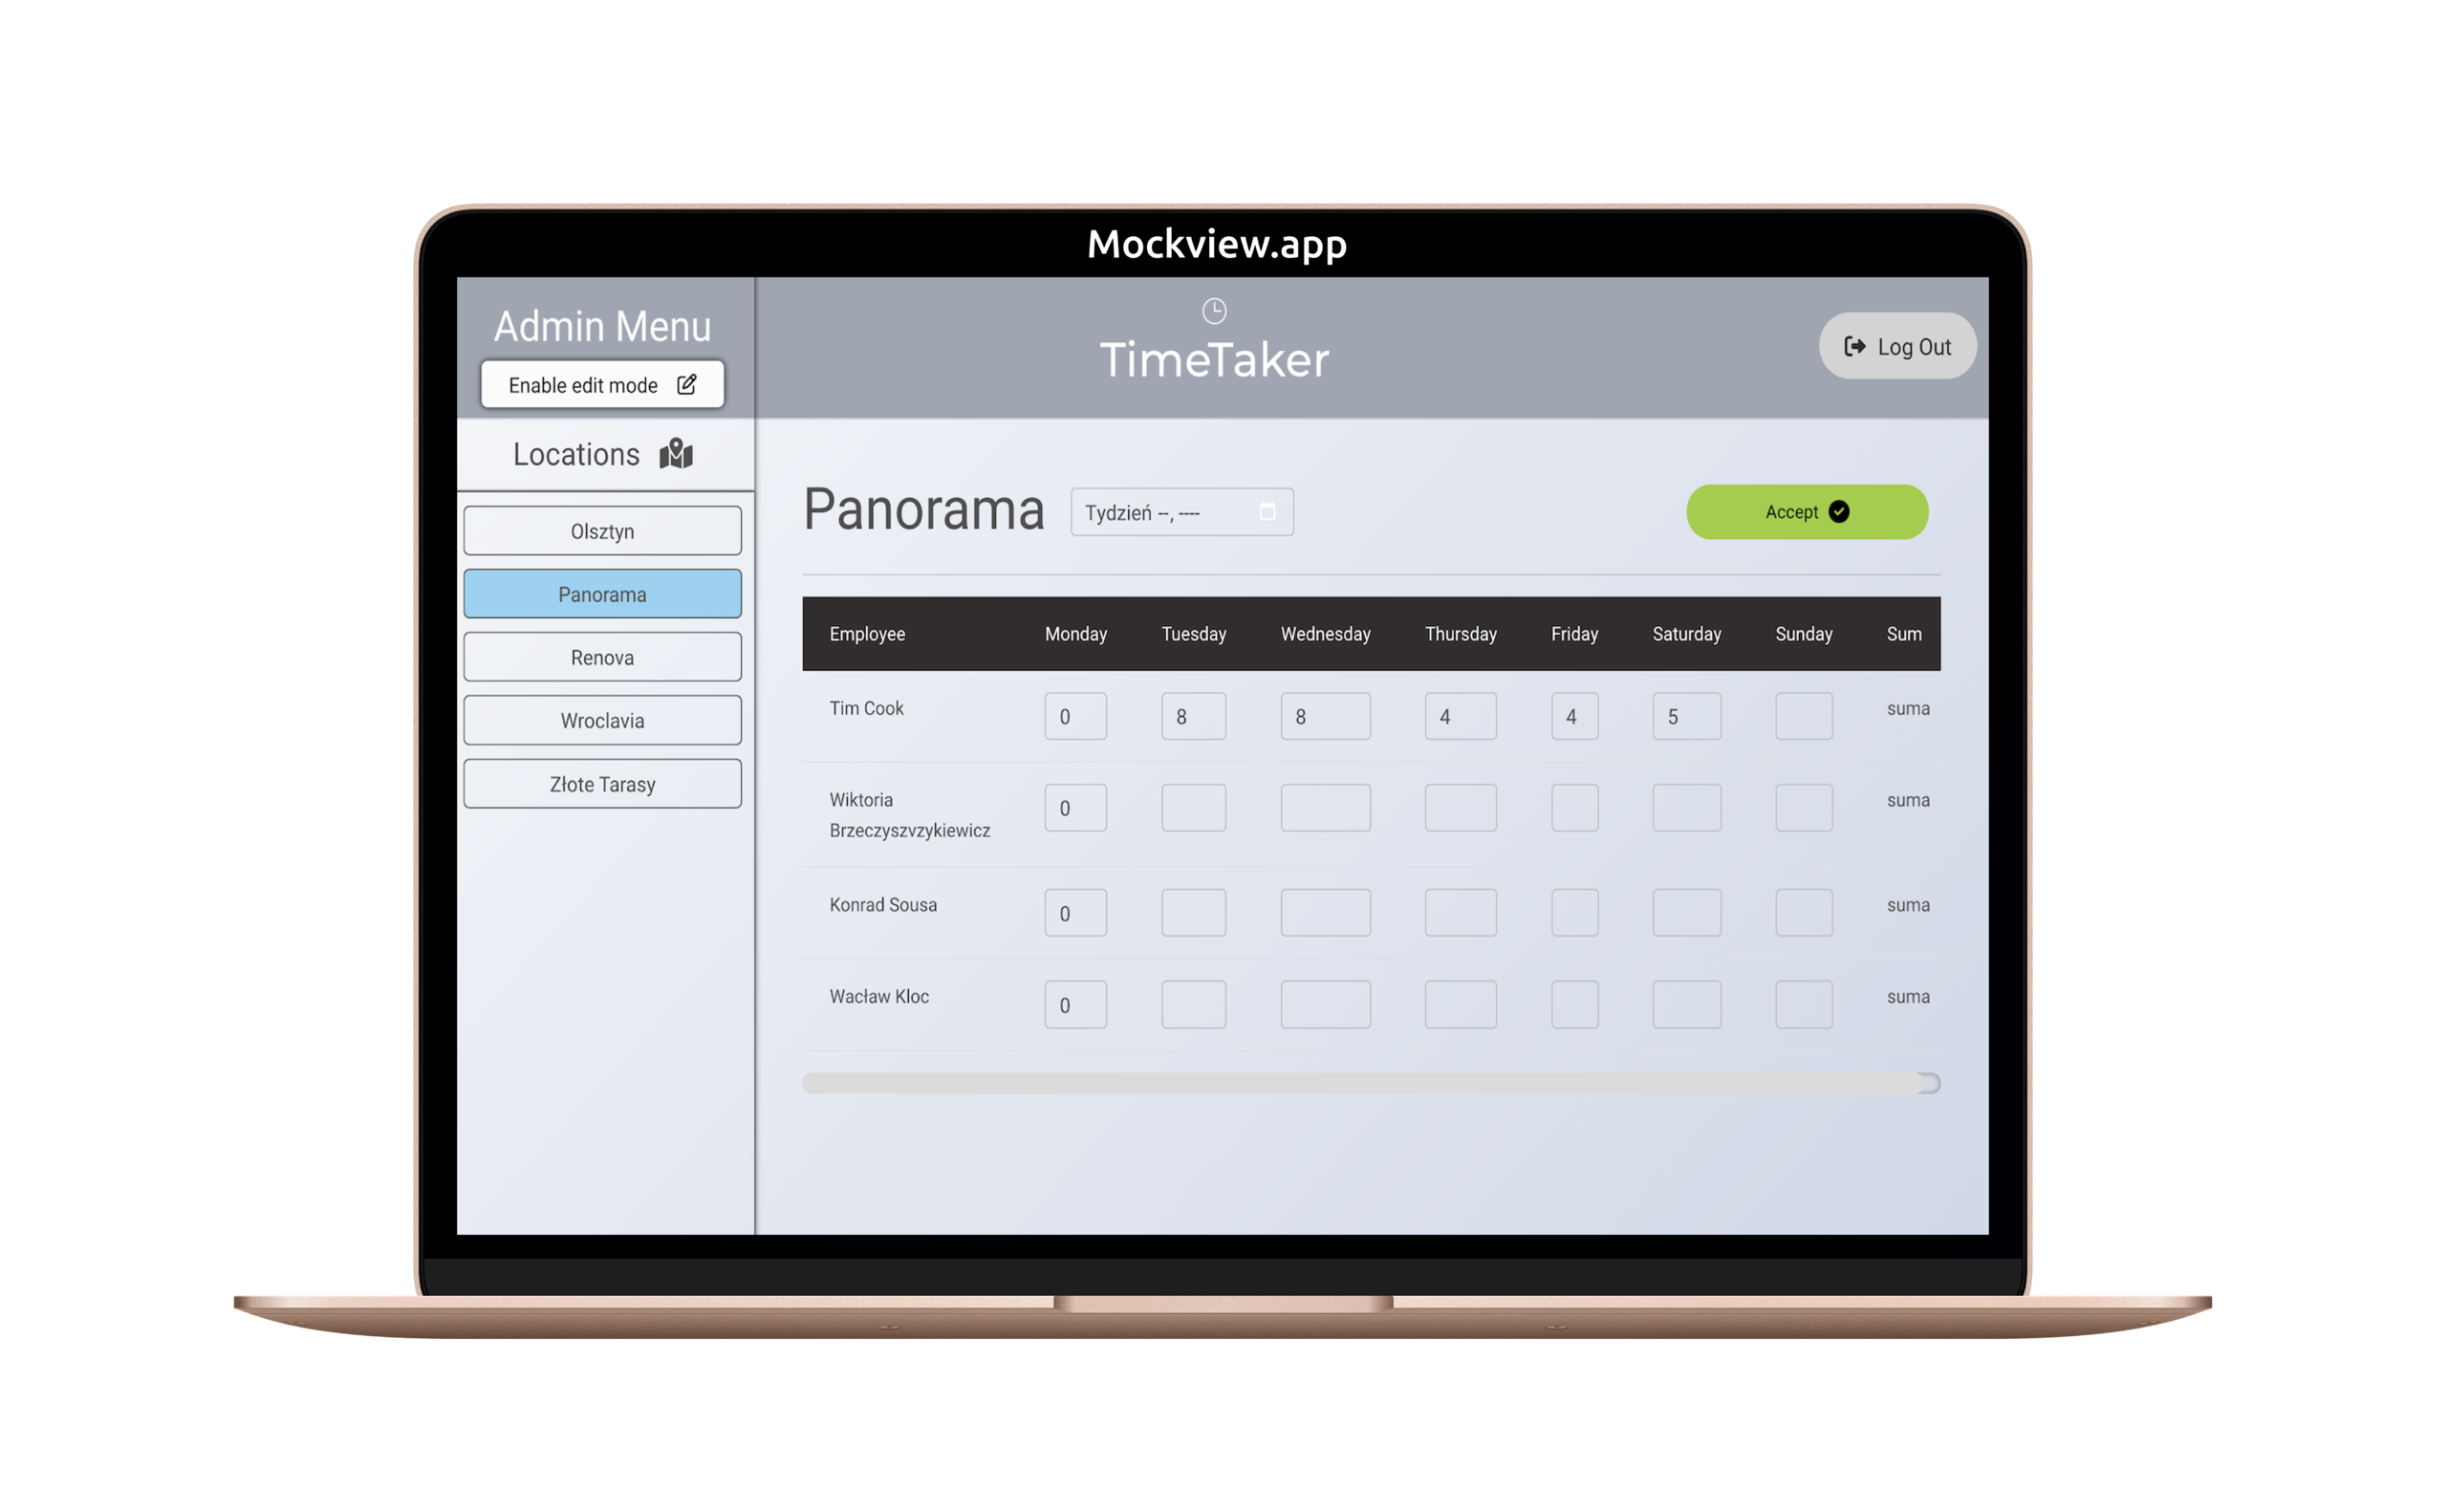 Mockview.app
Admin Menu
Enable edit mode
TimeTaker
Log Out
Locations
Olsztyn
Panorama
Renova
Wroclavia
Złote Tarasy
Panorama
Tydzień --, ----
Accept
Employee Monday Tuesday Wednesday Thursday Friday Saturday Sunday Sum
Tim Cook 0 8 8 4 4 5 suma
Wiktoria 0 suma
Brzeczyszvzykiewicz
Konrad Sousa 0 suma
Wacław Kloc 0 suma